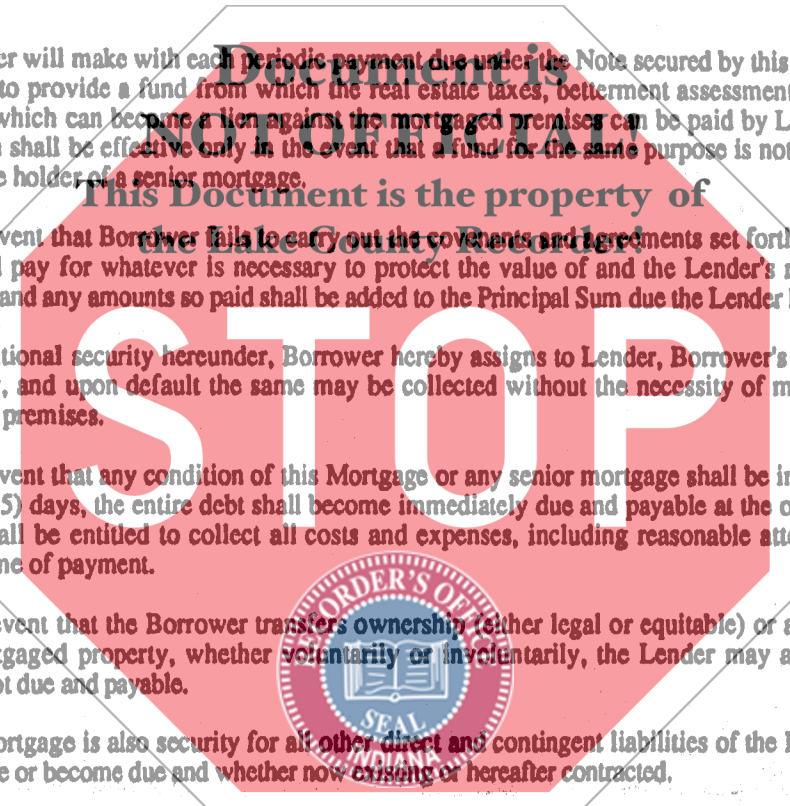 Document is
NOT OFFICIAL!
This Document is the property of
the Lake County Recorder!
STOP
er will make with each periodic payment due under the Note secured by this
to provide a fund from which the real estate taxes, betterment assessment
which can become a lien against the mortgaged premises can be paid by L
shall be effective only in the event that a fund for the same purpose is not
e holder of a senior mortgage.
vent that Borrower fails to carry out the covenants and agreements set forth
pay for whatever is necessary to protect the value of and the Lender's
and any amounts so paid shall be added to the Principal Sum due the Lender
tional security hereunder, Borrower hereby assigns to Lender, Borrower's
, and upon default the same may be collected without the necessity of m
premises.
vent that any condition of this Mortgage or any senior mortgage shall be in
5) days, the entire debt shall become immediately due and payable at the o
all be entitled to collect all costs and expenses, including reasonable atto
me of payment.
event that the Borrower transfers ownership (either legal or equitable) or a
tgaged property, whether voluntarily or involuntarily, the Lender may a
bt due and payable.
ortgage is also security for all other direct and contingent liabilities of the
e or become due and whether now existing or hereafter contracted.
CORDER'S OFFIC
SEAL
INDIANA